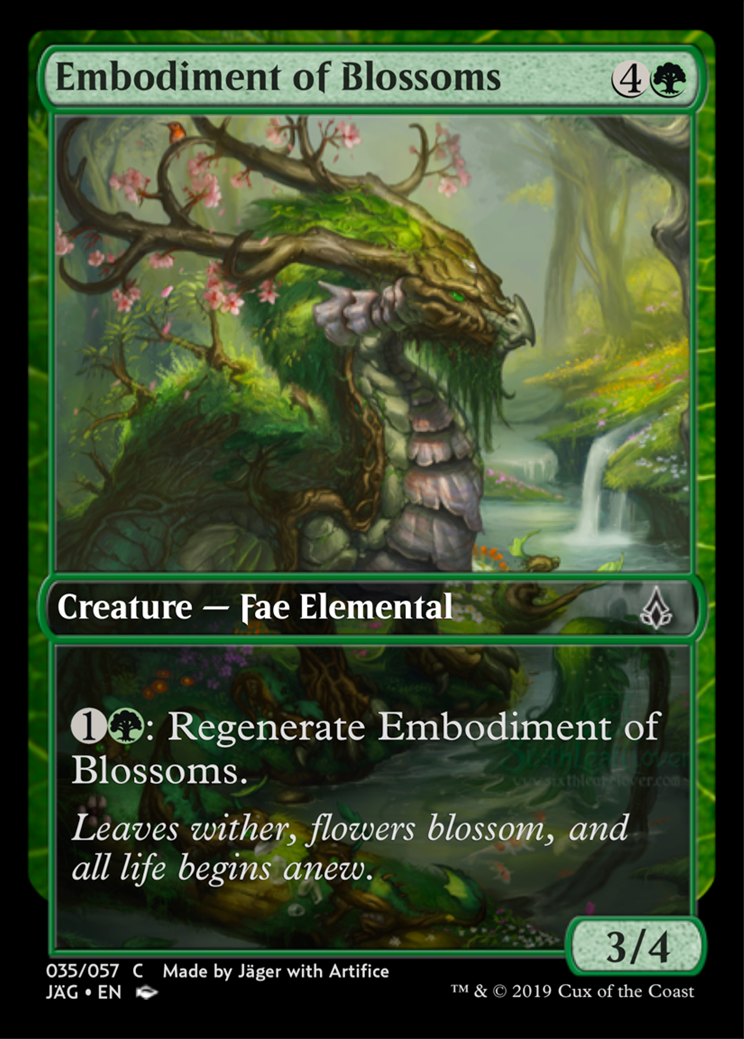 Embodiment of Blossoms 4
Creature — Fae Elemental
1: Regenerate Embodiment of
Blossoms.
Leaves wither, flowers blossom, and
all life begins anew.
3/4
035/057 C Made by Jäger with Artifice
JÄG • EN ™ & © 2019 Cux of the Coast